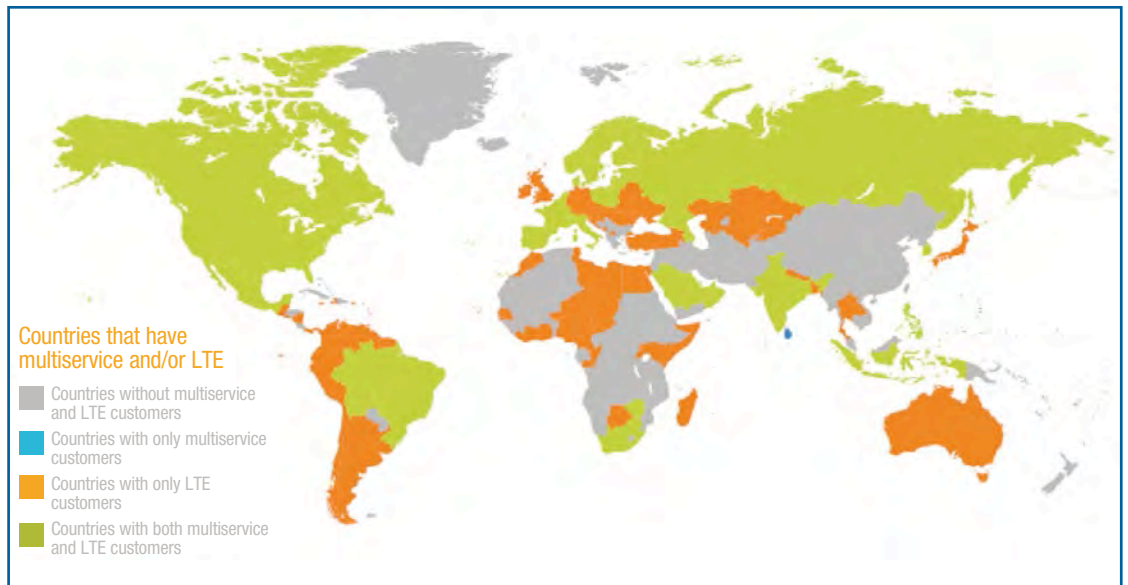 Countries that have
multiservice and/or LTE
Countries without multiservice
and LTE customers
Countries with only multiservice
customers
Countries with only LTE
customers
Countries with both multiservice
and LTE customers